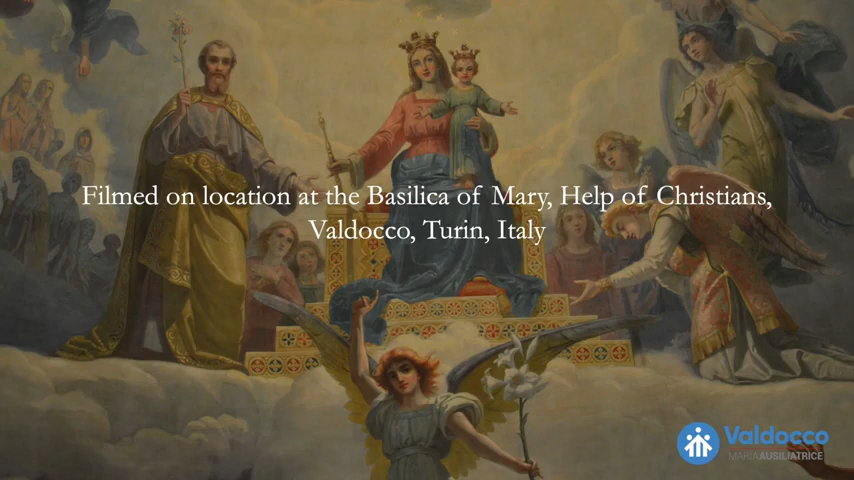 Filmed on location at the Basilica of Mary, Help of Christians,
Valdocco, Turin, Italy
Valdocco
MARIAAUSILIATRICE